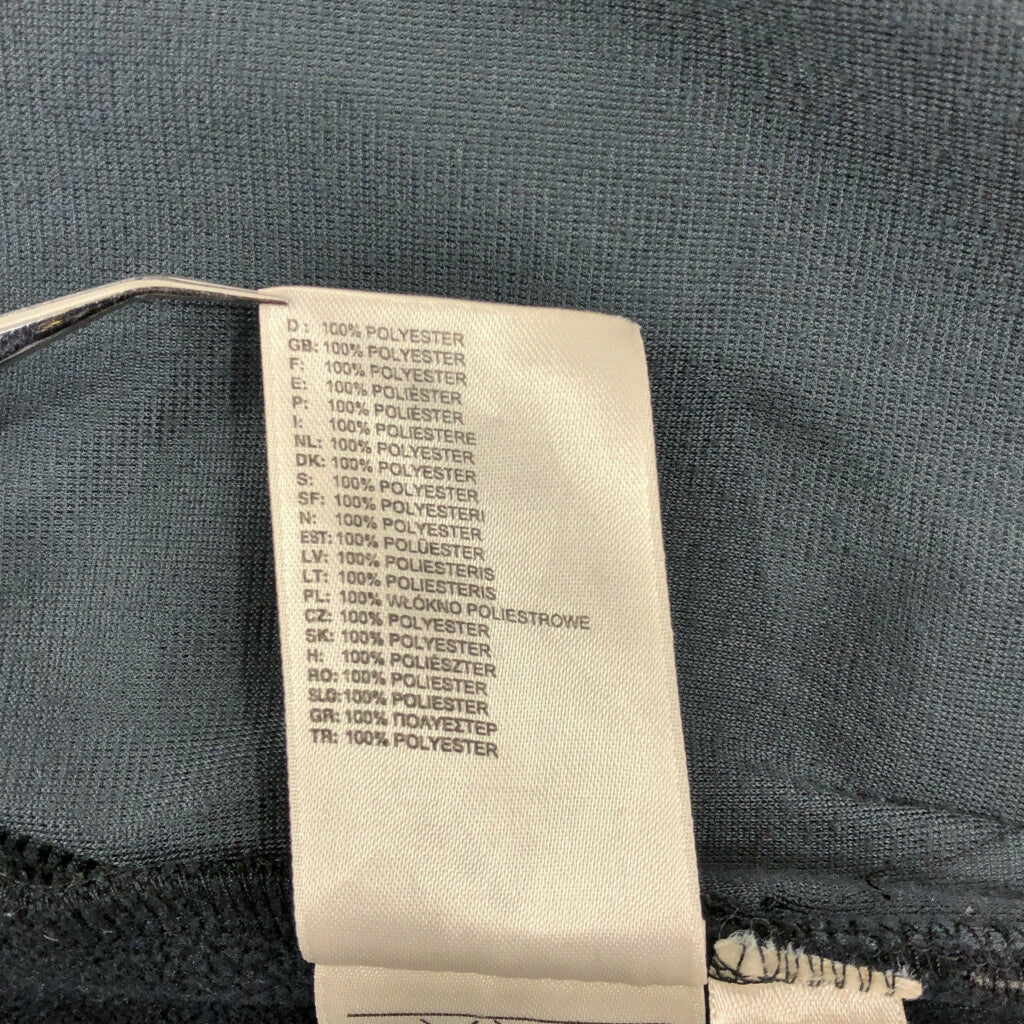 D : 100% POLYESTER
GB: 100% POLYESTER
F: 100% POLYESTER
E: 100% POLIÉSTER
P: 100% POLIÉSTER
I: 100% POLIESTERE
NL: 100% POLYESTER
DK: 100% POLYESTER
S: 100% POLYESTER
SF: 100% POLYESTERI
N: 100% POLYESTER
EST: 100% POLÜESTER
LV: 100% POLIESTERIS
LT: 100% POLIESTERIS
PL: 100% WŁÓKNO POLIESTROWE
CZ: 100% POLYESTER
SK: 100% POLYESTER
H: 100% POLIÉSZTER
RO: 100% POLIESTER
SLO: 100% POLIESTER
GR: 100% ΠΟΛΥΕΣΤΕΡ
TR: 100% POLYESTER